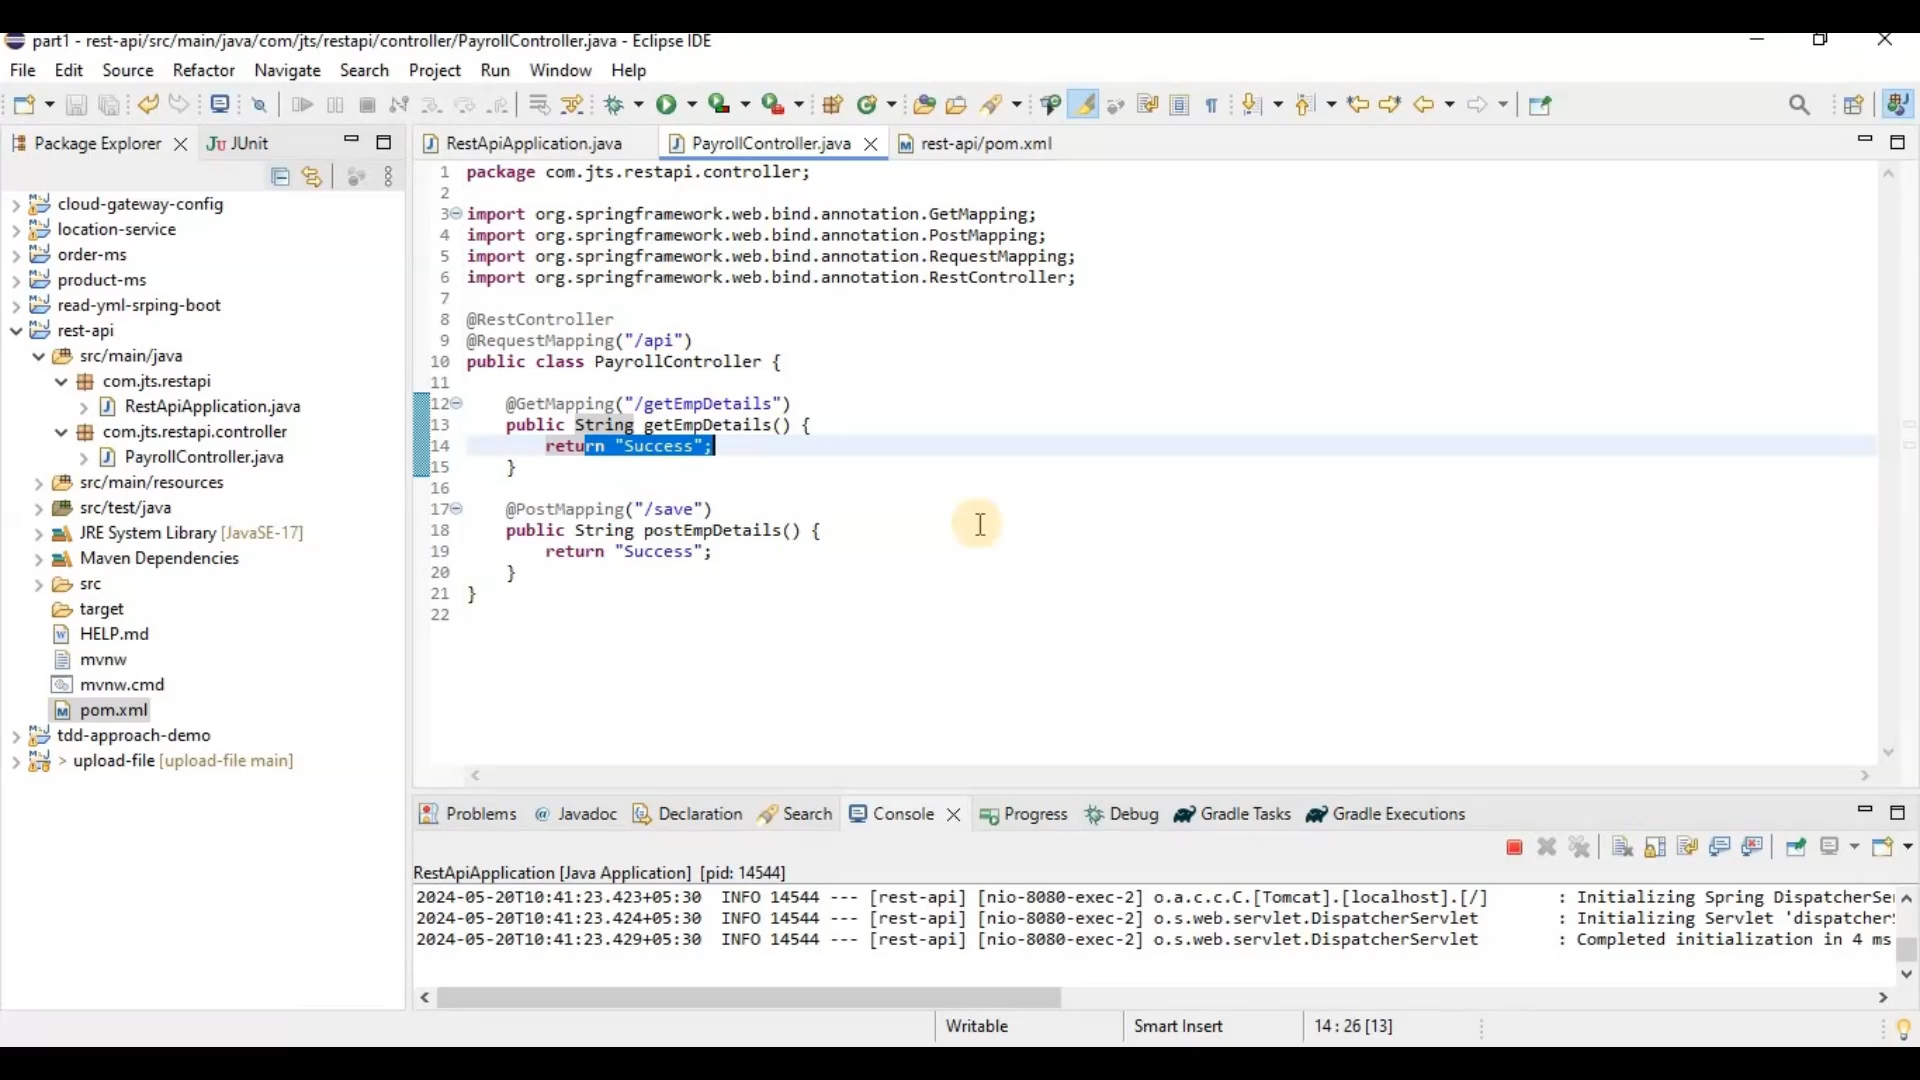 part1 - rest-api/src/main/java/com/jts/restapi/controller/PayrollController.java - Eclipse IDE
File Edit Source Refactor Navigate Search Project Run Window Help
Package Explorer
JUnit
cloud-gateway-config
location-service
order-ms
product-ms
read-yml-srping-boot
rest-api
src/main/java
com.jts.restapi
RestApiApplication.java
com.jts.restapi.controller
PayrollController.java
src/main/resources
src/test/java
JRE System Library [JavaSE-17]
Maven Dependencies
src
target
HELP.md
mvnw
mvnw.cmd
pom.xml
tdd-approach-demo
> upload-file [upload-file main]
RestApiApplication.java
PayrollController.java
rest-api/pom.xml
1 package com.jts.restapi.controller;
2
3 import org.springframework.web.bind.annotation.GetMapping;
4 import org.springframework.web.bind.annotation.PostMapping;
5 import org.springframework.web.bind.annotation.RequestMapping;
6 import org.springframework.web.bind.annotation.RestController;
7
8 @RestController
9 @RequestMapping("/api")
10 public class PayrollController {
11
12 @GetMapping("/getEmpDetails")
13 public String getEmpDetails() {
14 return "Success";
15 }
16
17 @PostMapping("/save")
18 public String postEmpDetails() {
19 return "Success";
20 }
21 }
22
Problems @ Javadoc Declaration Search Console Progress Debug Gradle Tasks Gradle Executions
RestApiApplication [Java Application] [pid: 14544]
2024-05-20T10:41:23.423+05:30 INFO 14544 --- [rest-api] [nio-8080-exec-2] o.a.c.c.C.[Tomcat].[localhost].[/] : Initializing Spring DispatcherSe
2024-05-20T10:41:23.424+05:30 INFO 14544 --- [rest-api] [nio-8080-exec-2] o.s.web.servlet.DispatcherServlet : Initializing Servlet 'dispatcher
2024-05-20T10:41:23.429+05:30 INFO 14544 --- [rest-api] [nio-8080-exec-2] o.s.web.servlet.DispatcherServlet : Completed initialization in 4 ms
Writable Smart Insert 14 : 26 [13]